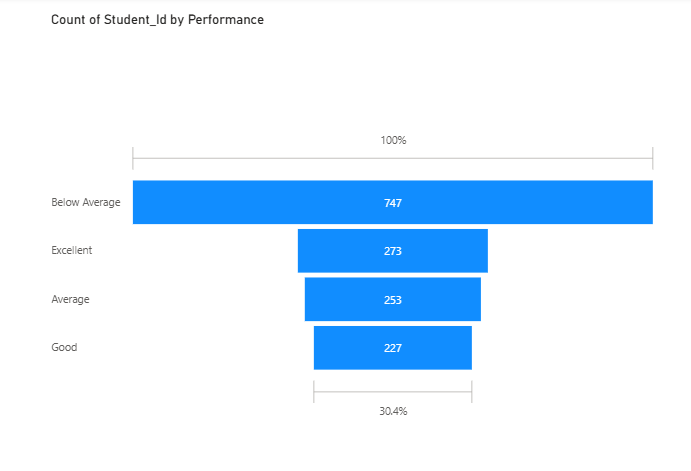 Count of Student_Id by Performance
100%
Below Average 747
Excellent 273
Average 253
Good 227
30.4%